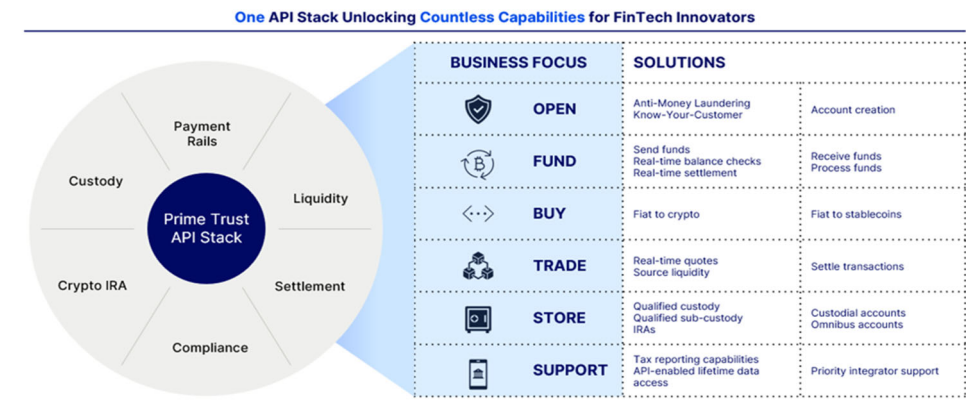 One API Stack Unlocking Countless Capabilities for FinTech Innovators
Payment
Rails
Custody
Liquidity
Prime Trust
API Stack
Crypto IRA
Settlement
Compliance
BUSINESS FOCUS
SOLUTIONS
OPEN
Anti-Money Laundering
Know-Your-Customer
Account creation
FUND
Send funds
Real-time balance checks
Real-time settlement
Receive funds
Process funds
BUY
Fiat to crypto
Fiat to stablecoins
TRADE
Real-time quotes
Source liquidity
Settle transactions
STORE
Qualified custody
Qualified sub-custody
IRAs
Custodial accounts
Omnibus accounts
SUPPORT
Tax reporting capabilities
API-enabled lifetime data
access
Priority integrator support